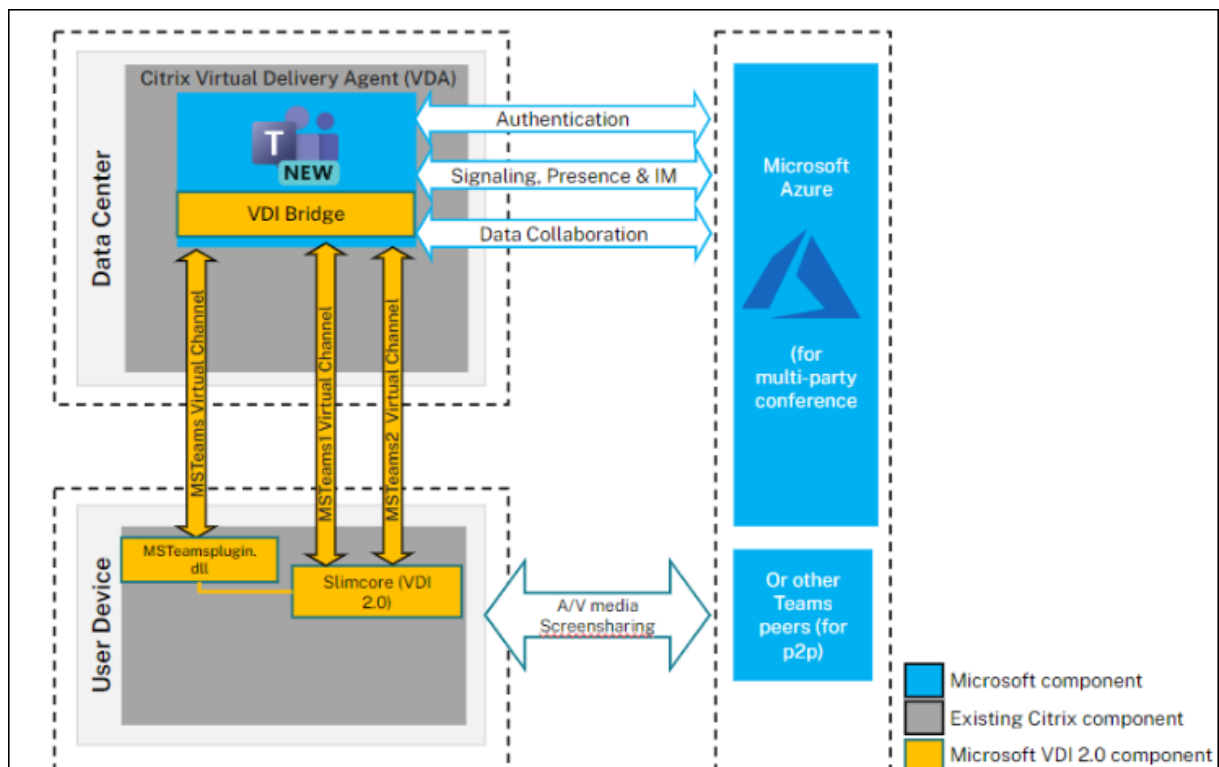 Citrix Virtual Delivery Agent (VDA)
T
NEW
VDI Bridge
Data Center
Authentication
Signaling, Presence & IM
Data Collaboration
Microsoft
Azure
(for
multi-party
conference
MSTeams Virtual Channel
MSTeams1 Virtual Channel
MSTeams2 Virtual Channel
User Device
MSTeamsplugin.
dll
Slimcore (VDI
2.0)
A/V media
Screensharing
Or other
Teams
peers (for
p2p)
Microsoft component
Existing Citrix component
Microsoft VDI 2.0 component